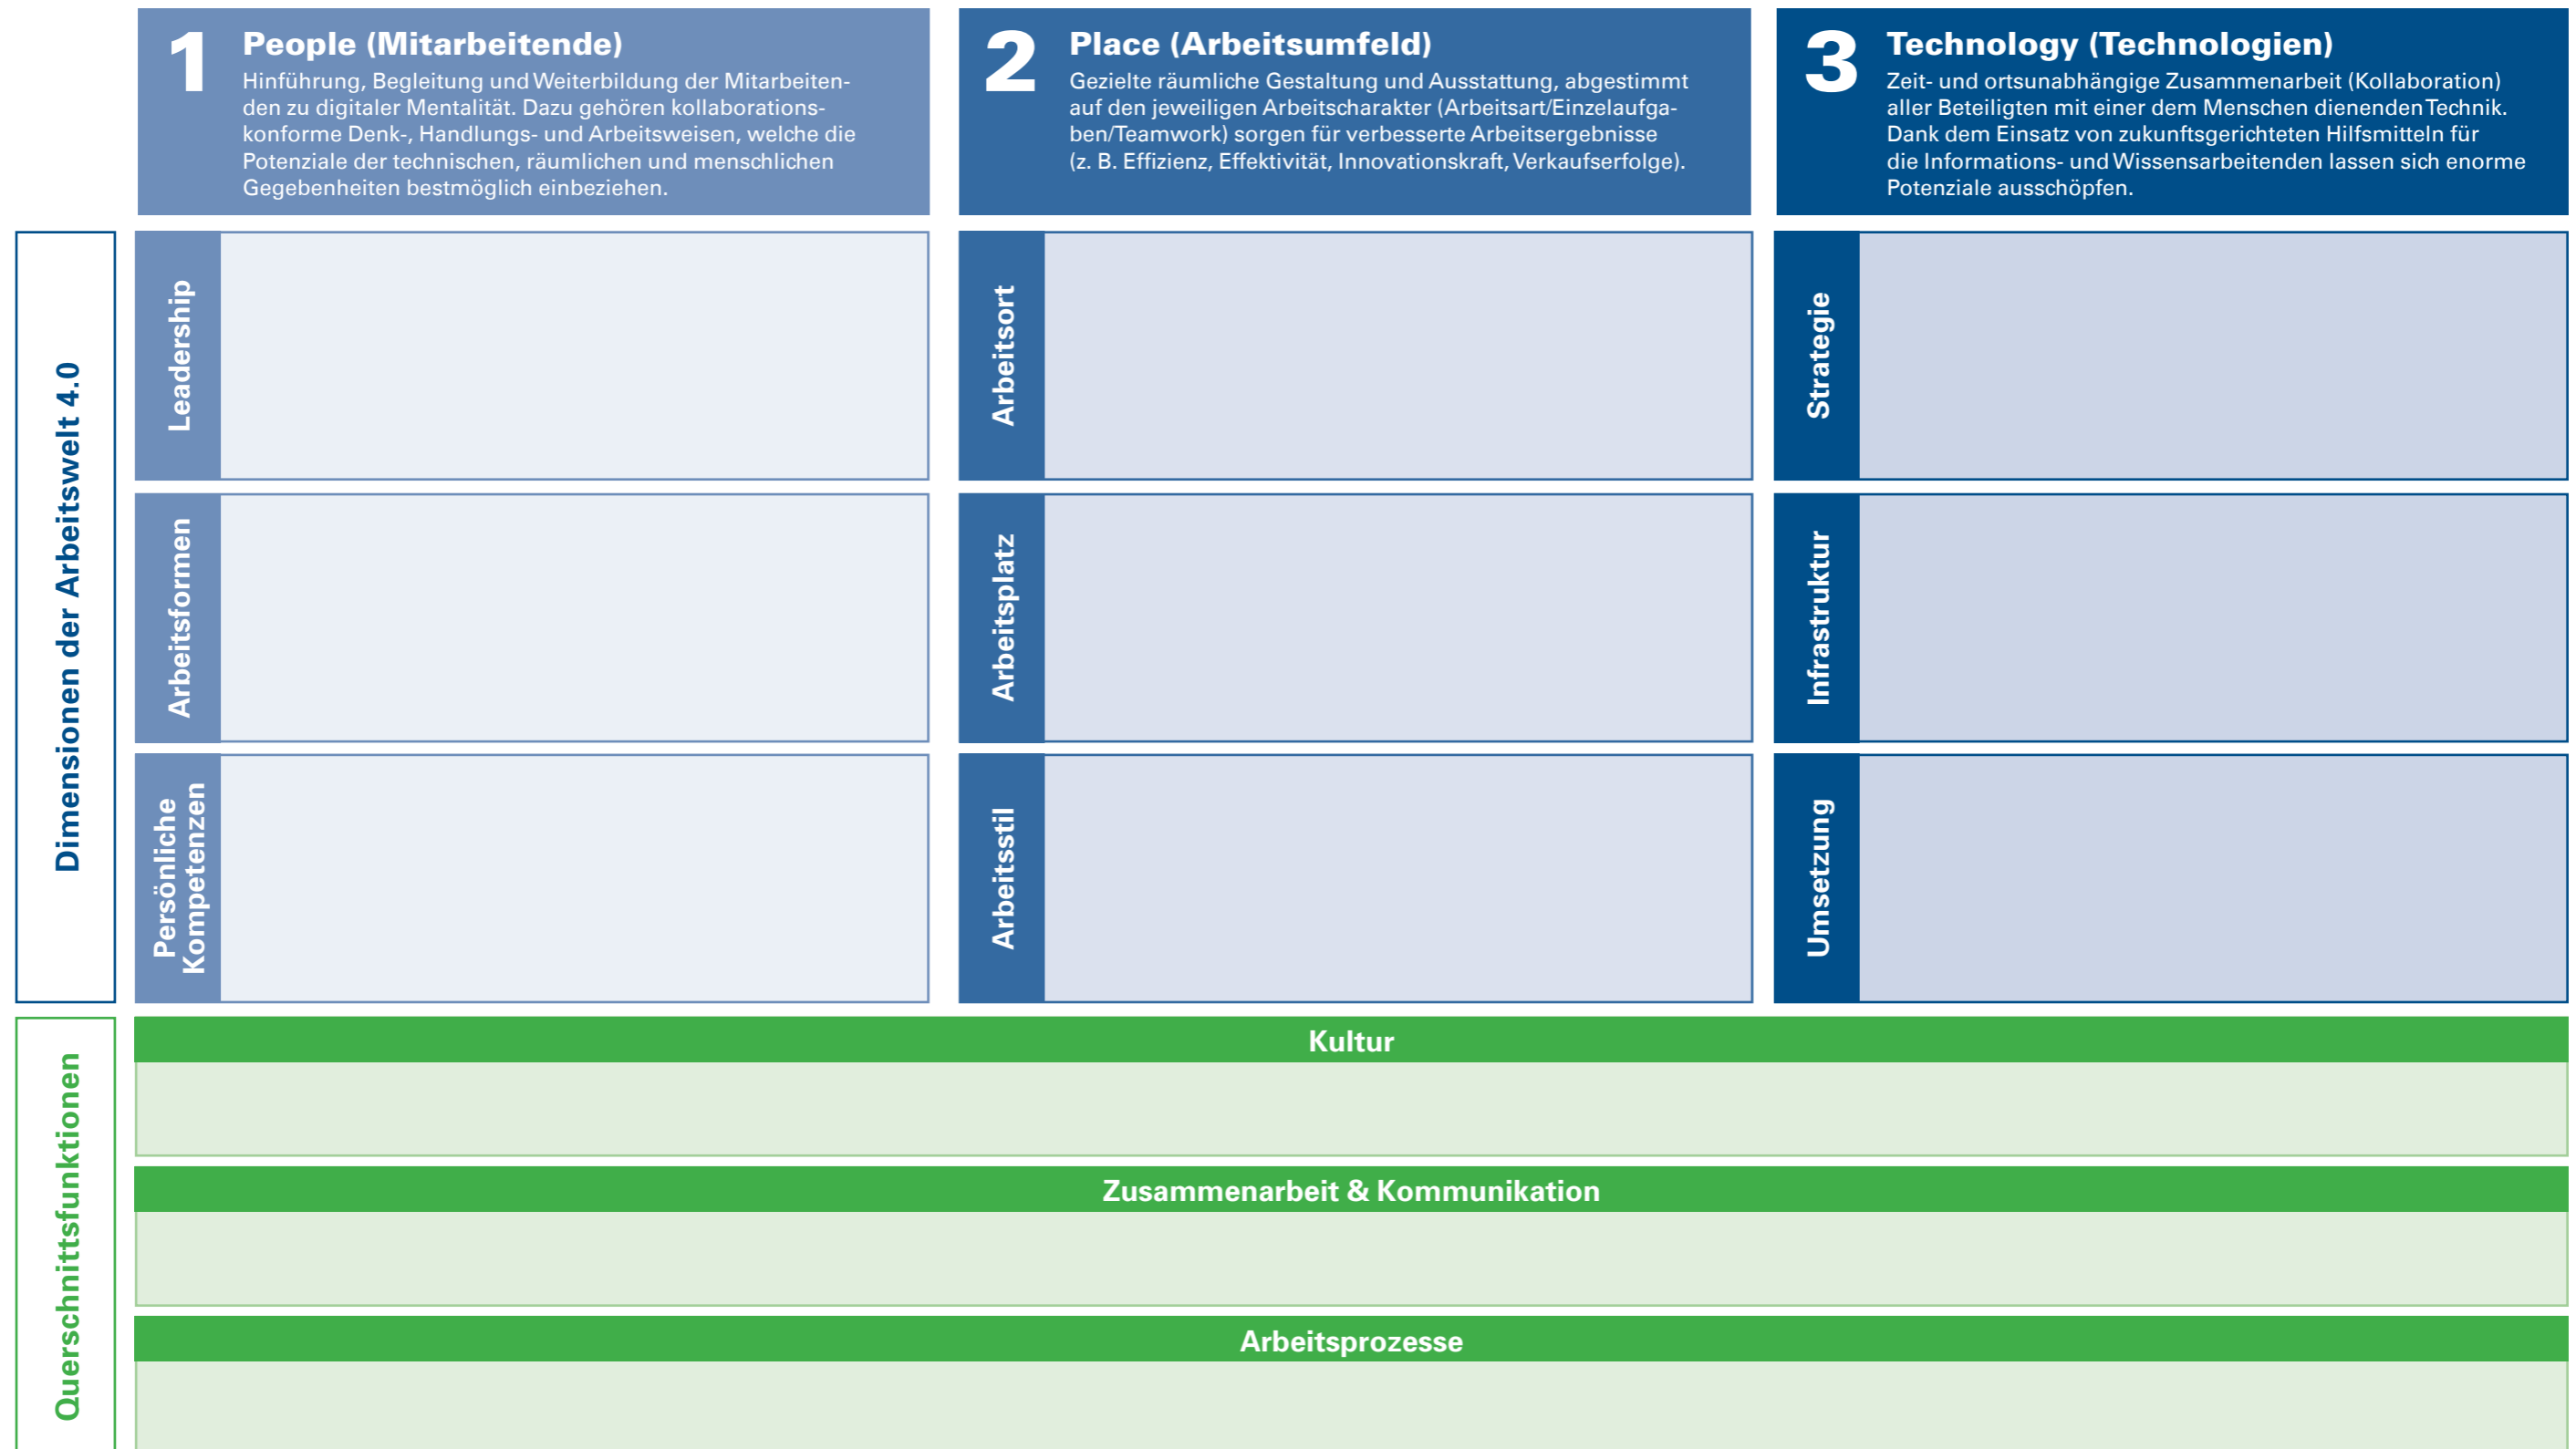 1
People (Mitarbeitende)
Hinführung, Begleitung und Weiterbildung der Mitarbeiten-
den zu digitaler Mentalität. Dazu gehören kollaborations-
konforme Denk-, Handlungs- und Arbeitsweisen, welche die
Potenziale der technischen, räumlichen und menschlichen
Gegebenheiten bestmöglich einbeziehen.
2
Place (Arbeitsumfeld)
Gezielte räumliche Gestaltung und Ausstattung, abgestimmt
auf den jeweiligen Arbeitscharakter (Arbeitsart/Einzelaufga-
ben/Teamwork) sorgen für verbesserte Arbeitsergebnisse
(z. B. Effizienz, Effektivität, Innovationskraft, Verkaufserfolge).
3
Technology (Technologien)
Zeit- und ortsunabhängige Zusammenarbeit (Kollaboration)
aller Beteiligten mit einer dem Menschen dienenden Technik.
Dank dem Einsatz von zukunftsgerichteten Hilfsmitteln für
die Informations- und Wissensarbeitenden lassen sich enorme
Potenziale ausschöpfen.
Dimensionen der Arbeitswelt 4.0
Leadership
Arbeitsort
Strategie
Arbeitsformen
Arbeitsplatz
Infrastruktur
Persönliche
Kompetenzen
Arbeitsstil
Umsetzung
Querschnittsfunktionen
Kultur
Zusammenarbeit & Kommunikation
Arbeitsprozesse